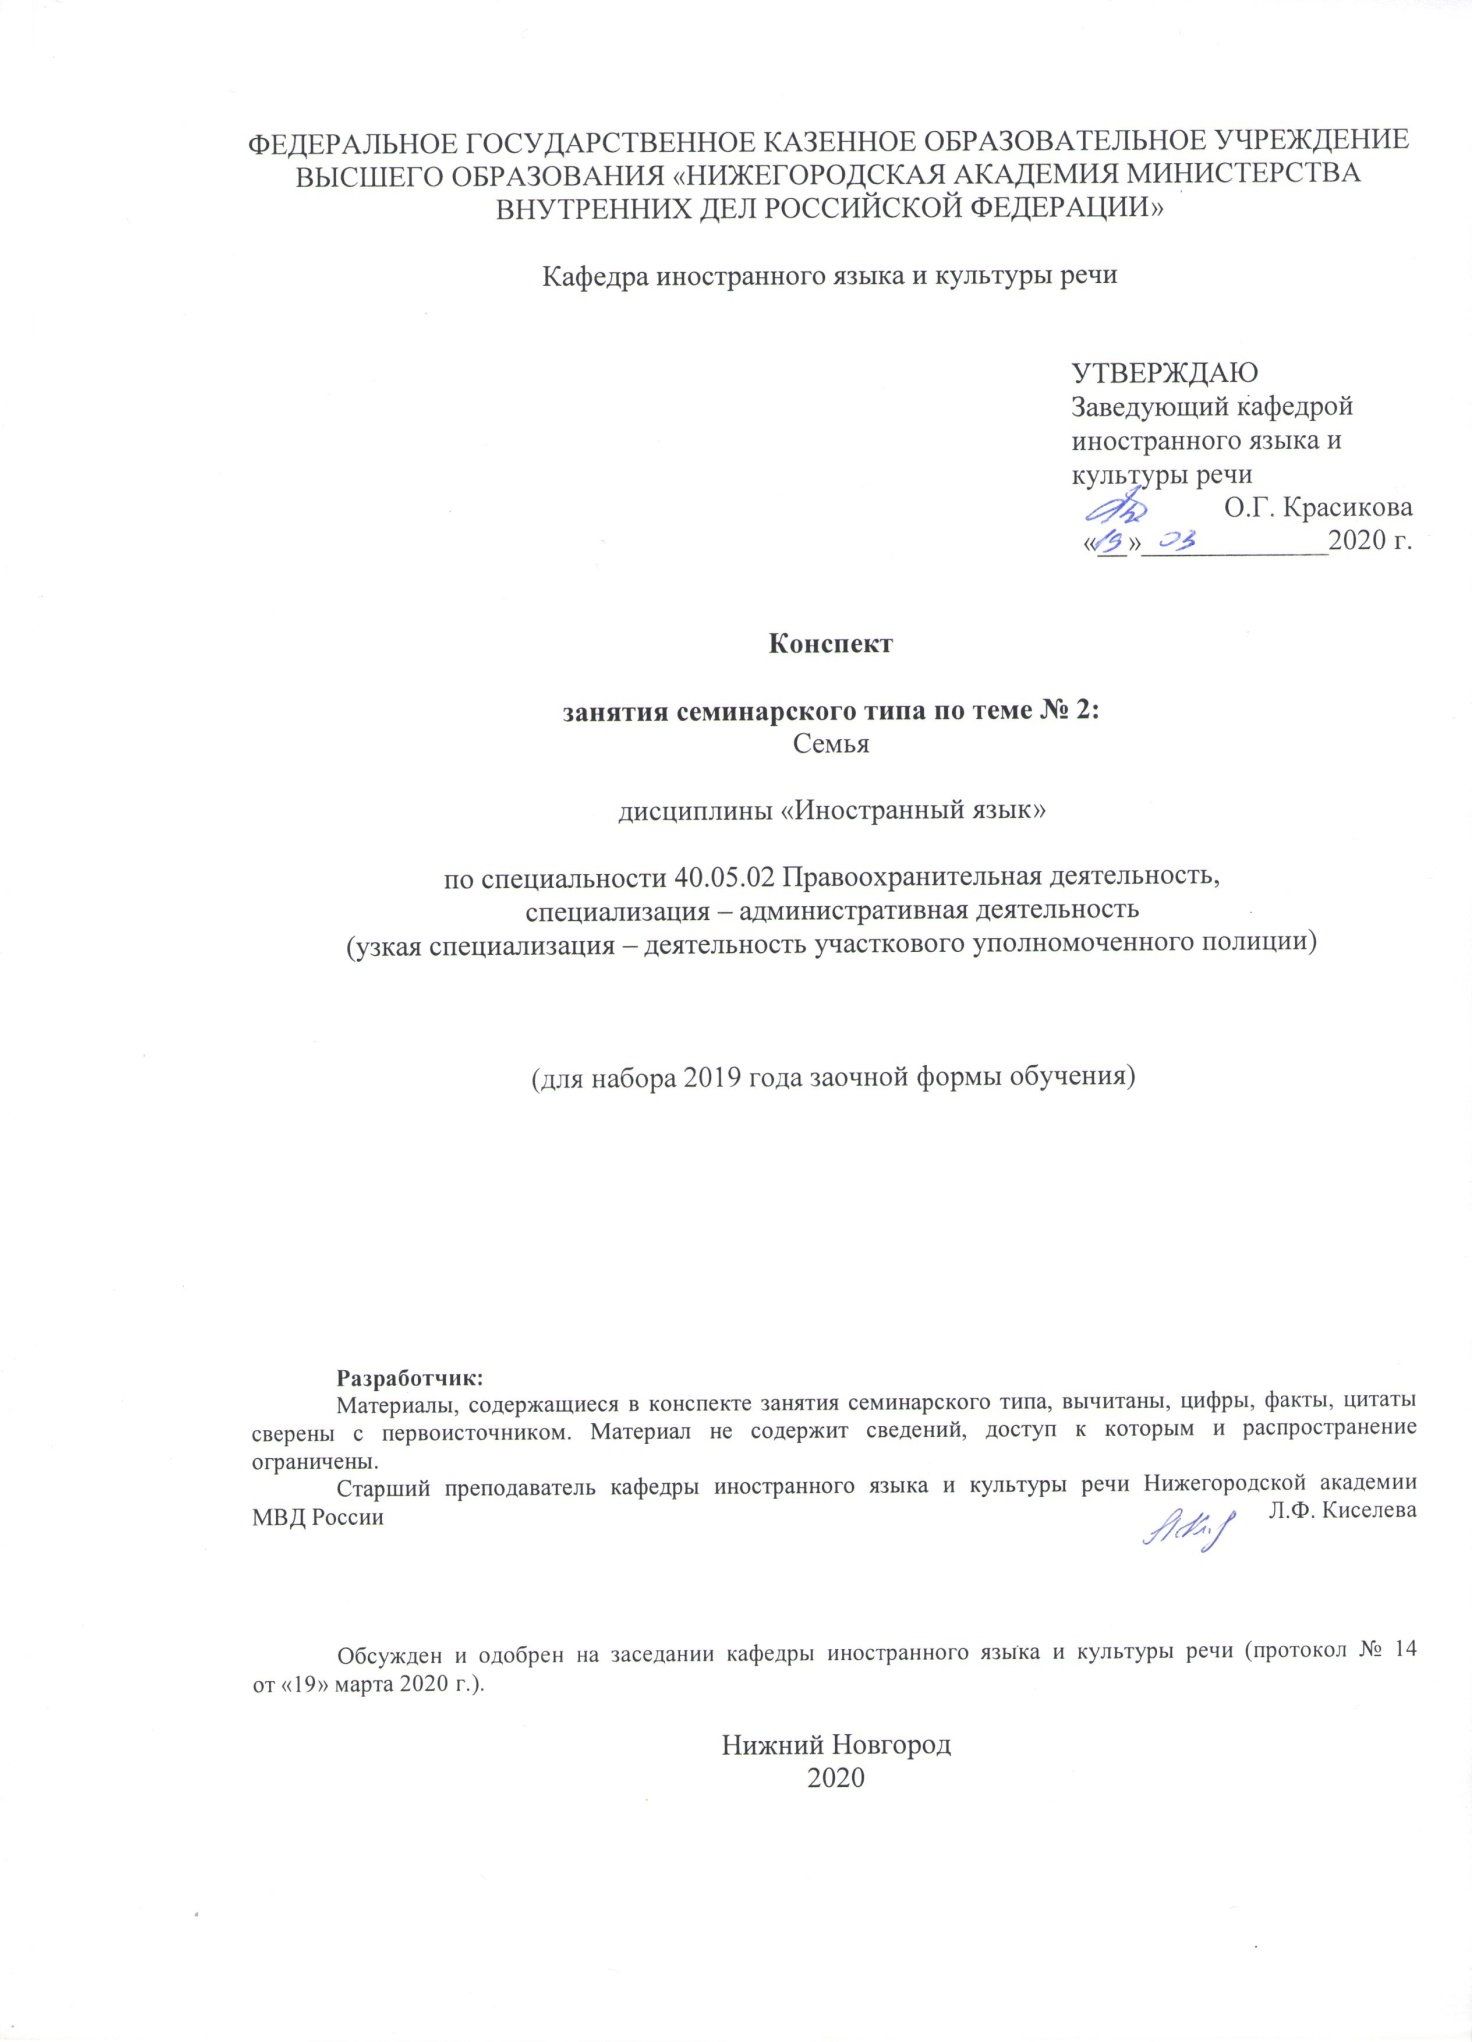 ФЕДЕРАЛЬНОЕ ГОСУДАРСТВЕННОЕ КАЗЕННОЕ ОБРАЗОВАТЕЛЬНОЕ УЧРЕЖДЕНИЕ
ВЫСШЕГО ОБРАЗОВАНИЯ «НИЖЕГОРОДСКАЯ АКАДЕМИЯ МИНИСТЕРСТВА
ВНУТРЕННИХ ДЕЛ РОССИЙСКОЙ ФЕДЕРАЦИИ»
Кафедра иностранного языка и культуры речи
УТВЕРЖДАЮ
Заведующий кафедрой
иностранного языка и
культуры речи
О.Г. Красикова
«19» 03 2020 г.
Конспект
занятия семинарского типа по теме № 2:
Семья
дисциплины «Иностранный язык»
по специальности 40.05.02 Правоохранительная деятельность,
специализация – административная деятельность
(узкая специализация – деятельность участкового уполномоченного полиции)
(для набора 2019 года заочной формы обучения)
Разработчик:
Материалы, содержащиеся в конспекте занятия семинарского типа, вычитаны, цифры, факты, цитаты
сверены с первоисточником. Материал не содержит сведений, доступ к которым и распространение
ограничены.
Старший преподаватель кафедры иностранного языка и культуры речи Нижегородской академии
МВД России Л.Ф. Киселева
Обсужден и одобрен на заседании кафедры иностранного языка и культуры речи (протокол № 14
от «19» марта 2020 г.).
Нижний Новгород
2020